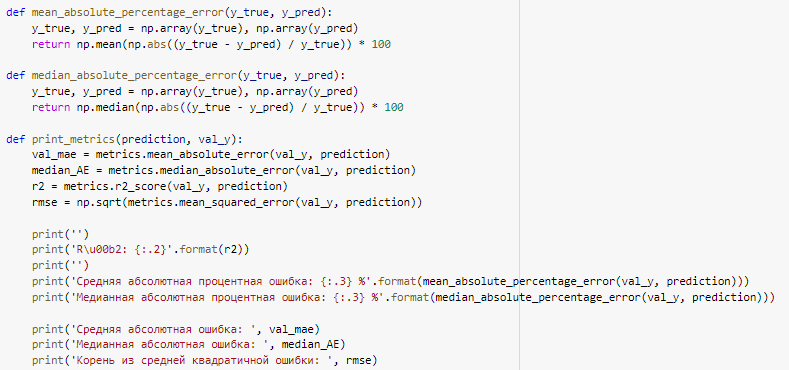 def mean_absolute_percentage_error(y_true, y_pred):
    y_true, y_pred = np.array(y_true), np.array(y_pred)
    return np.mean(np.abs((y_true - y_pred) / y_true)) * 100
def median_absolute_percentage_error(y_true, y_pred):
    y_true, y_pred = np.array(y_true), np.array(y_pred)
    return np.median(np.abs((y_true - y_pred) / y_true)) * 100
def print_metrics(prediction, val_y):
    val_mae = metrics.mean_absolute_error(val_y, prediction)
    median_AE = metrics.median_absolute_error(val_y, prediction)
    r2 = metrics.r2_score(val_y, prediction)
    rmse = np.sqrt(metrics.mean_squared_error(val_y, prediction))
    print('')
    print('R\u00b2: {:.2}'.format(r2))
    print('')
    print('Средняя абсолютная процентная ошибка: {:.3} %'.format(mean_absolute_percentage_error(val_y, prediction)))
    print('Медианная абсолютная процентная ошибка: {:.3} %'.format(median_absolute_percentage_error(val_y, prediction)))
    print('Средняя абсолютная ошибка: ', val_mae)
    print('Медианная абсолютная ошибка: ', median_AE)
    print('Корень из средней квадратичной ошибки: ', rmse)